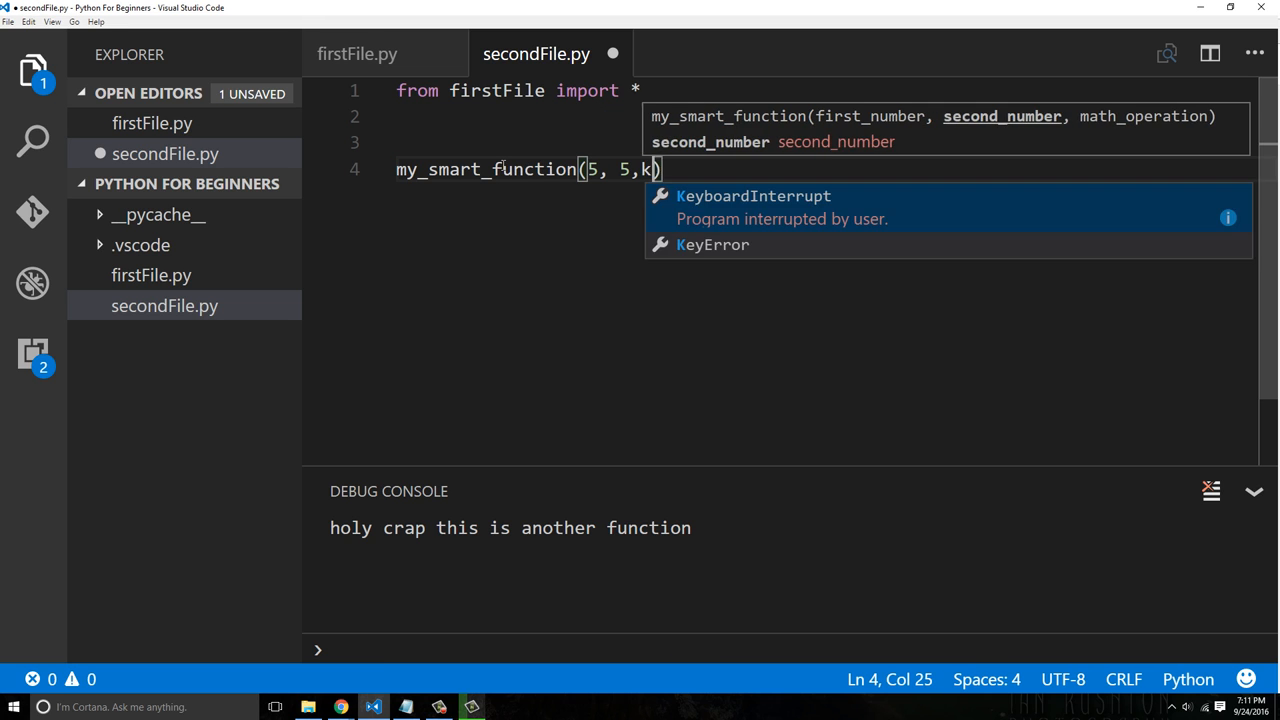 secondFile.py - Python For Beginners - Visual Studio Code
File Edit View Go Help
EXPLORER
OPEN EDITORS 1 UNSAVED
firstFile.py
secondFile.py
PYTHON FOR BEGINNERS
__pycache__
.vscode
firstFile.py
secondFile.py
1
2
firstFile.py secondFile.py
1 from firstFile import *
2
3
4 my_smart_function(5, 5,k)
my_smart_function(first_number, second_number, math_operation)
second_number second_number
KeyboardInterrupt
Program interrupted by user.
KeyError
DEBUG CONSOLE
holy crap this is another function
0 0 Ln 4, Col 25 Spaces: 4 UTF-8 CRLF Python
I'm Cortana. Ask me anything.
7:11 PM
9/24/2016